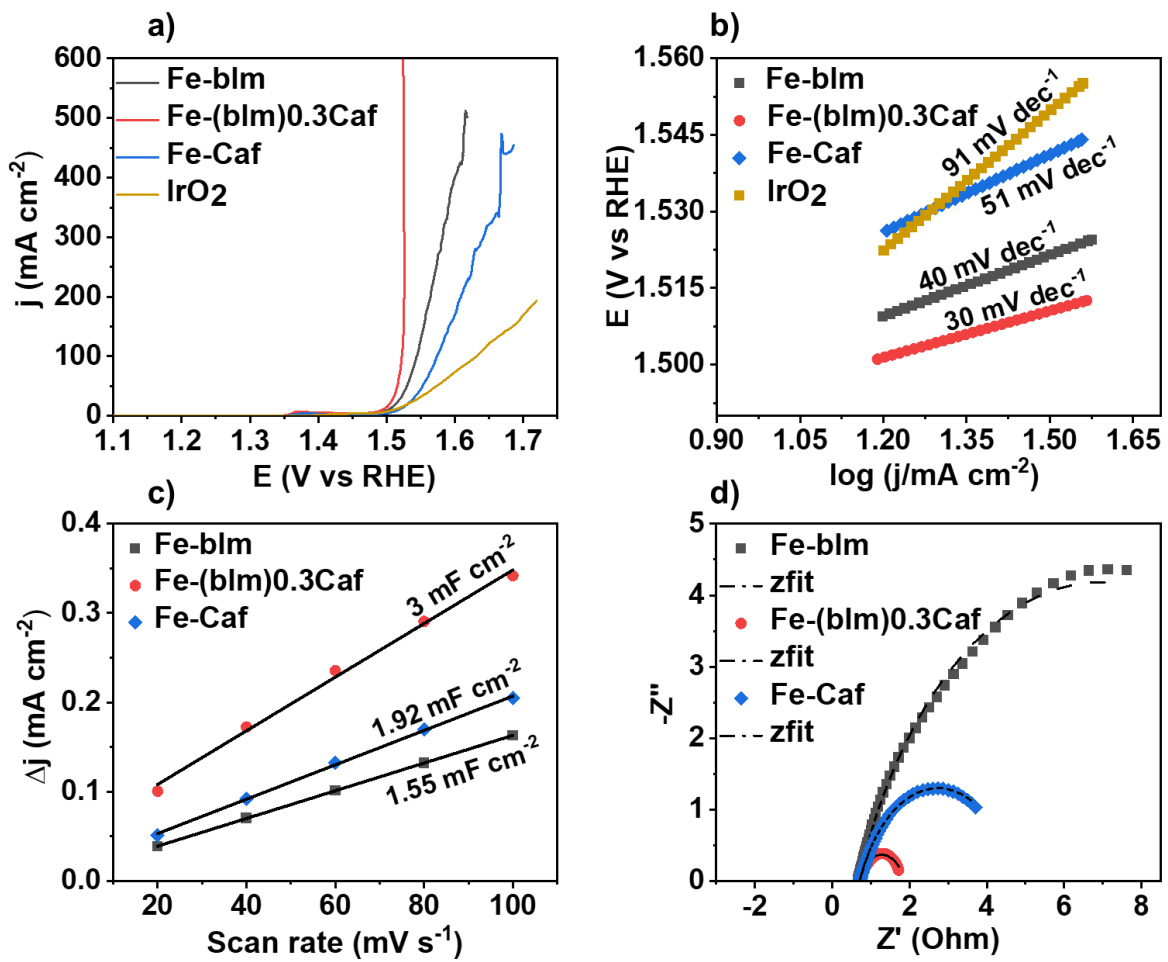 a)
600
500
400
300
200
100
0
j (mA cm⁻²)
Fe-bIm
Fe-(bIm)0.3Caf
Fe-Caf
IrO₂
1.1 1.2 1.3 1.4 1.5 1.6 1.7
E (V vs RHE)
b)
1.560
1.545
1.530
1.515
1.500
E (V vs RHE)
Fe-bIm
Fe-(bIm)0.3Caf
Fe-Caf
IrO₂
91 mV dec⁻¹
51 mV dec⁻¹
40 mV dec⁻¹
30 mV dec⁻¹
0.90 1.05 1.20 1.35 1.50 1.65
log (j/mA cm⁻²)
c)
0.4
0.3
0.2
0.1
0.0
Δj (mA cm⁻²)
Fe-bIm
Fe-(bIm)0.3Caf
Fe-Caf
3 mF cm⁻²
1.92 mF cm⁻²
1.55 mF cm⁻²
20 40 60 80 100
Scan rate (mV s⁻¹)
d)
5
4
3
2
1
0
-Z"
Fe-bIm
zfit
Fe-(bIm)0.3Caf
zfit
Fe-Caf
zfit
-2 0 2 4 6 8
Z' (Ohm)